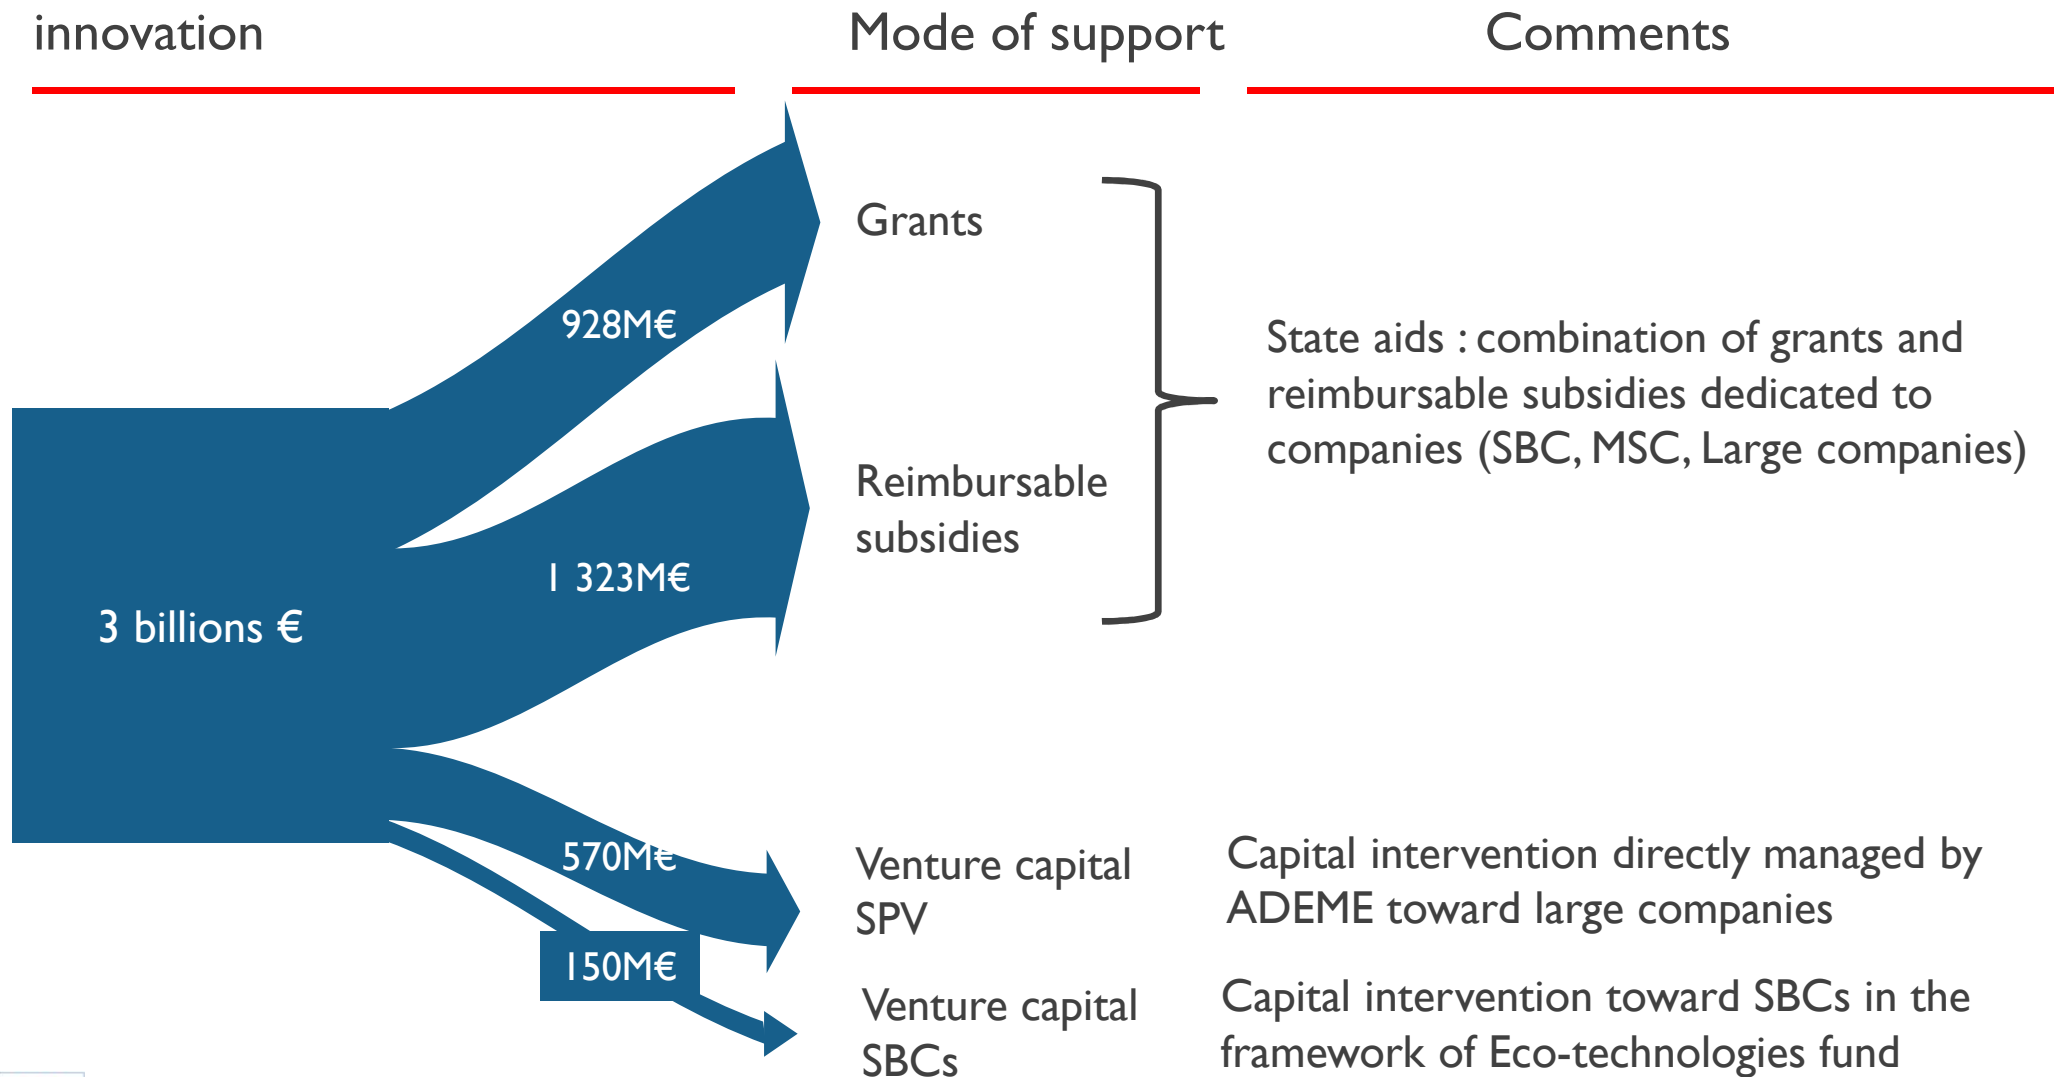 innovation
Mode of support
Comments
Grants
928M€
State aids : combination of grants and
reimbursable subsidies dedicated to
companies (SBC, MSC, Large companies)
Reimbursable
subsidies
1 323M€
3 billions €
570M€
Venture capital
SPV
Capital intervention directly managed by
ADEME toward large companies
150M€
Venture capital
SBCs
Capital intervention toward SBCs in the
framework of Eco-technologies fund